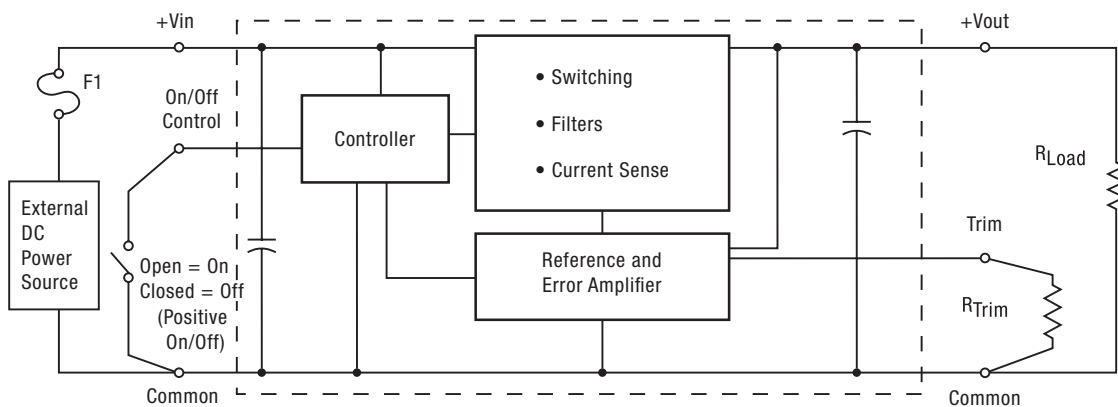 +Vin
+Vout
F1
On/Off
Control
Controller
• Switching
• Filters
• Current Sense
RLoad
External
DC
Power
Source
Open = On
Closed = Off
(Positive
On/Off)
Reference and
Error Amplifier
Trim
RTrim
Common
Common